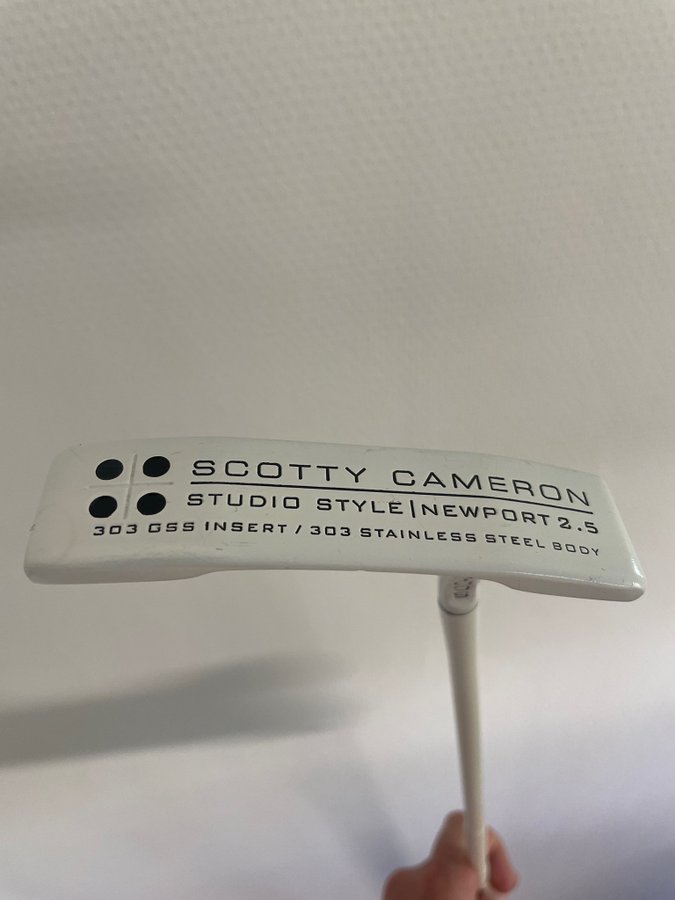 SCOTTY CAMERON
STUDIO STYLE|NEWPORT 2.5
303 GSS INSERT / 303 STAINLESS STEEL BODY